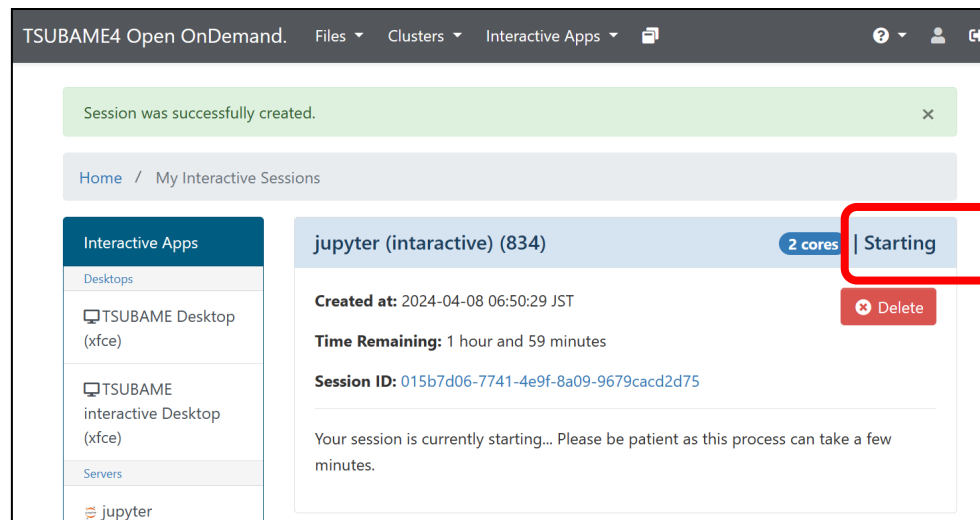 TSUBAME4 Open OnDemand. Files Clusters Interactive Apps
Session was successfully created. ×
Home / My Interactive Sessions
Interactive Apps
Desktops
TSUBAME Desktop
(xfce)
TSUBAME
interactive Desktop
(xfce)
Servers
jupyter
jupyter (intaractive) (834) 2 cores | Starting
Created at: 2024-04-08 06:50:29 JST
Delete
Time Remaining: 1 hour and 59 minutes
Session ID: 015b7d06-7741-4e9f-8a09-9679cacd2d75
Your session is currently starting... Please be patient as this process can take a few
minutes.